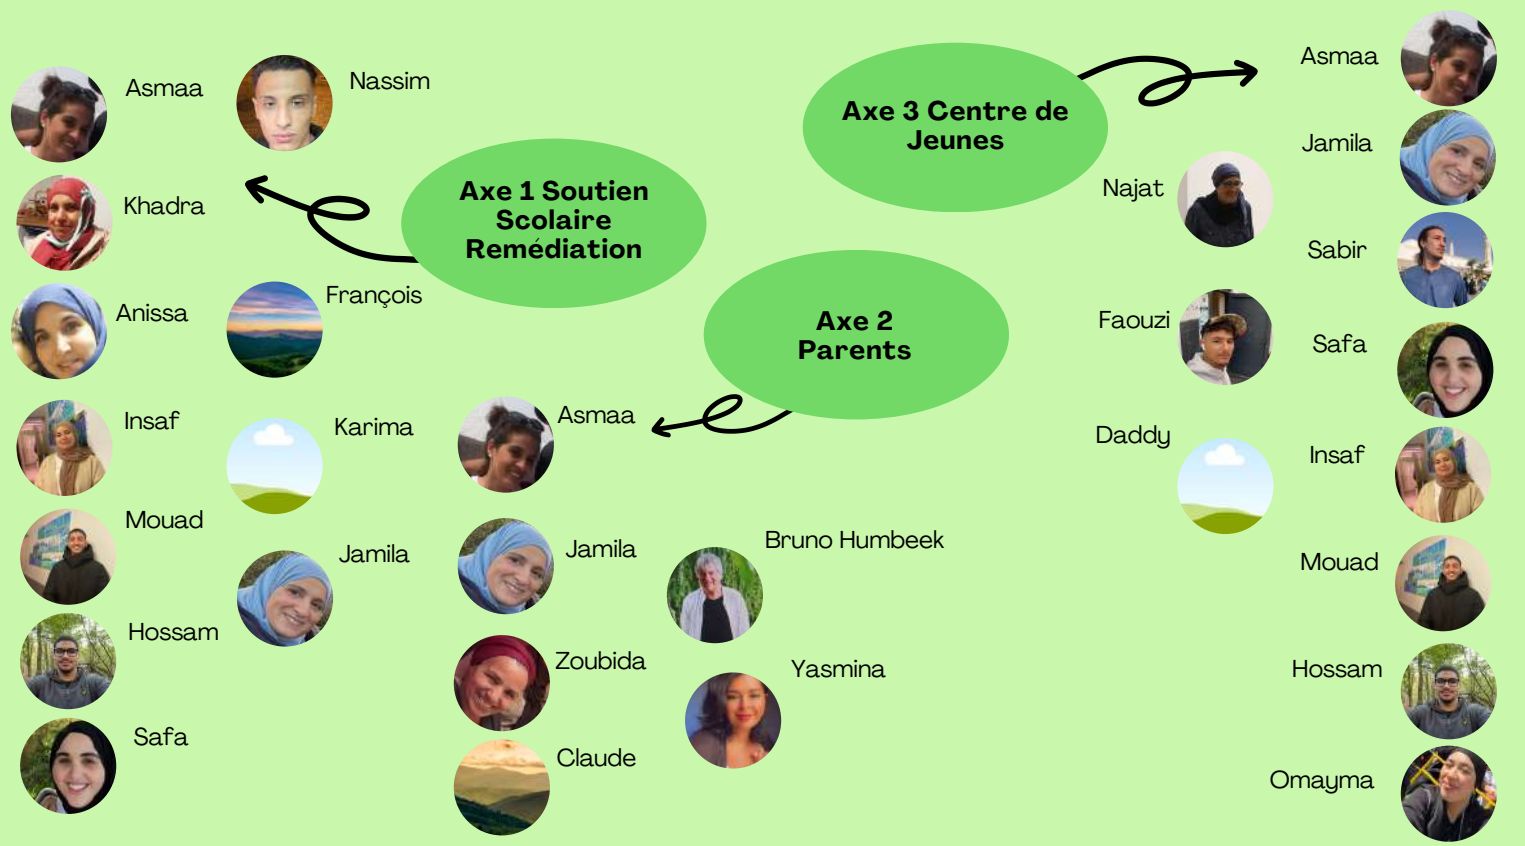 Asmaa
Nassim
Khadra
Anissa
François
Insaf
Karima
Mouad
Jamila
Hossam
Safa
Axe 1 Soutien
Scolaire
Remédiation
Axe 2
Parents
Asmaa
Jamila
Bruno Humbeek
Zoubida
Yasmina
Claude
Axe 3 Centre de
Jeunes
Asmaa
Jamila
Najat
Sabir
Faouzi
Safa
Daddy
Insaf
Mouad
Hossam
Omayma